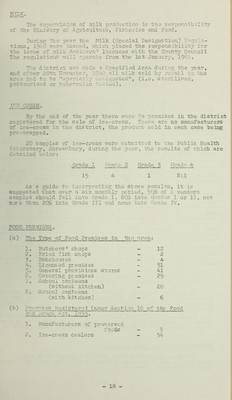 MILK.
The supervision of milk production is the responsibility
of the Ministry of Agriculture, Fisheries and Food.
During the year the Milk (Special Designation) Regula-
tions, 1960 were issued, which placed the responsibility for
the issue of milk dealers' licences with the County Council
The regulations will operate from the 1st January, 1961.
The district was made a Specified Area during the year,
and after 20th November, 1960 all milk sold by retail in the
area had to be "specially designated", (i.e. sterilised,
pasteurised or tuberculin tested).
ICE CREAM.
By the end of the year there were 74 premises in the district
registered for the sale of ice-cream. There are no manufacturers
of ice-cream in the district, the product sold in each case being
pre-wrapped.
20 samples of ice-cream were submitted to the Public Health
Laboratory, Shrewsbury, during the year, the results of which are
detailed below:
Grade 1 Grade 2 Grade 3 Grade 4
15 4 1 Nil
As a guide to interpreting the above results, it is
suggested that over a six monthly period, 50% of a vendors
samples should fall into Grade I, 80% into Grades 1 or II, not
more than 20% into Grade III and none into Grade IV.
FOOD PREMISES.
(a) The Type of Food Premises in the area:
1. Butchers' shops - 12
2. Fried fish shops - 2
3. Bakehouses - 4
4. Licensed premises - 51
5. General provisions stores - 41
6. Catering premises - 29
7. School canteens
(without kitchen) - 20
8. School canteens
(with kitchen) - 6
(b) Premises Registered under Section 16 of the Food
and Drugs Act, 1955.
1. Manufacturers of preserved
foods - 5
2. Ice-cream dealers - 54
- 18 -